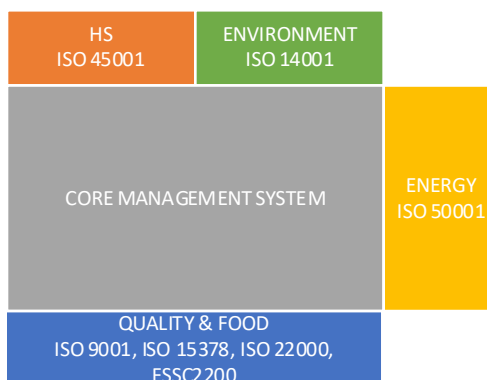 HS
ISO 45001
ENVIRONMENT
ISO 14001
CORE MANAGEMENT SYSTEM
ENERGY
ISO 50001
QUALITY & FOOD
ISO 9001, ISO 15378, ISO 22000,
FSSC2200